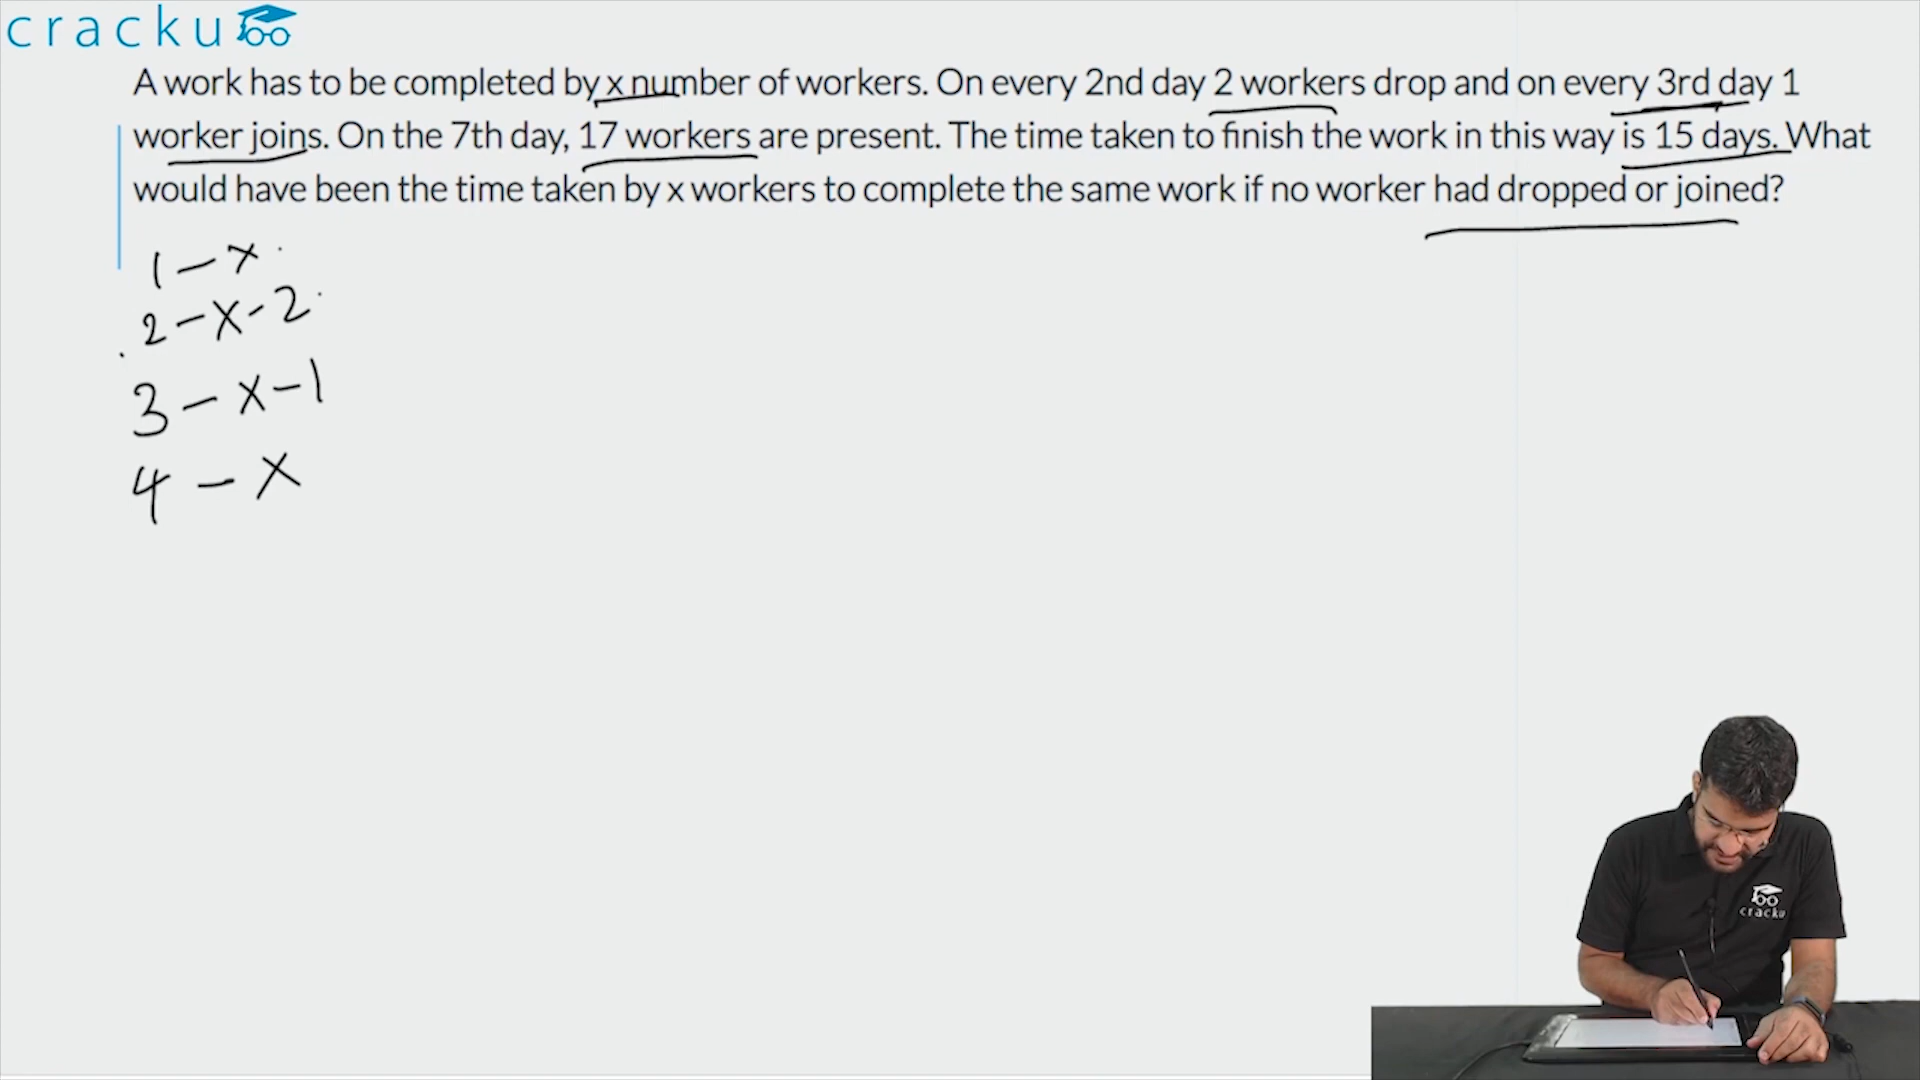 cracku
A work has to be completed by x number of workers. On every 2nd day 2 workers drop and on every 3rd day 1
worker joins. On the 7th day, 17 workers are present. The time taken to finish the work in this way is 15 days. What
would have been the time taken by x workers to complete the same work if no worker had dropped or joined?
1 - x
2 - x - 2
3 - x - 1
4 - x
cracku